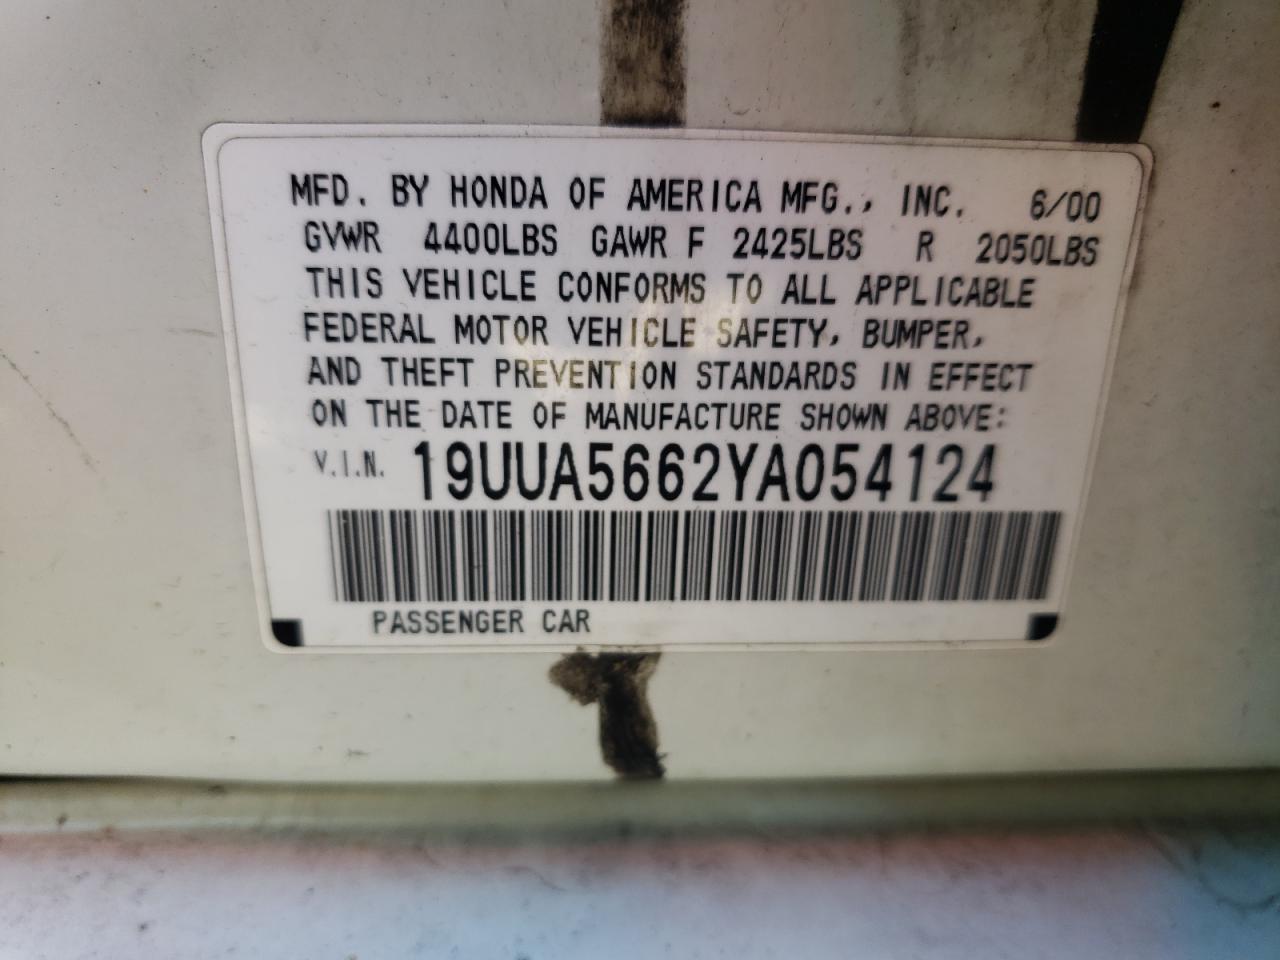 MFD. BY HONDA OF AMERICA MFG., INC. 6/00
GVWR 4400LBS GAWR F 2425LBS R 2050LBS
THIS VEHICLE CONFORMS TO ALL APPLICABLE
FEDERAL MOTOR VEHICLE SAFETY, BUMPER,
AND THEFT PREVENTION STANDARDS IN EFFECT
ON THE DATE OF MANUFACTURE SHOWN ABOVE:
V.I.N. 19UUA5662YA054124
PASSENGER CAR